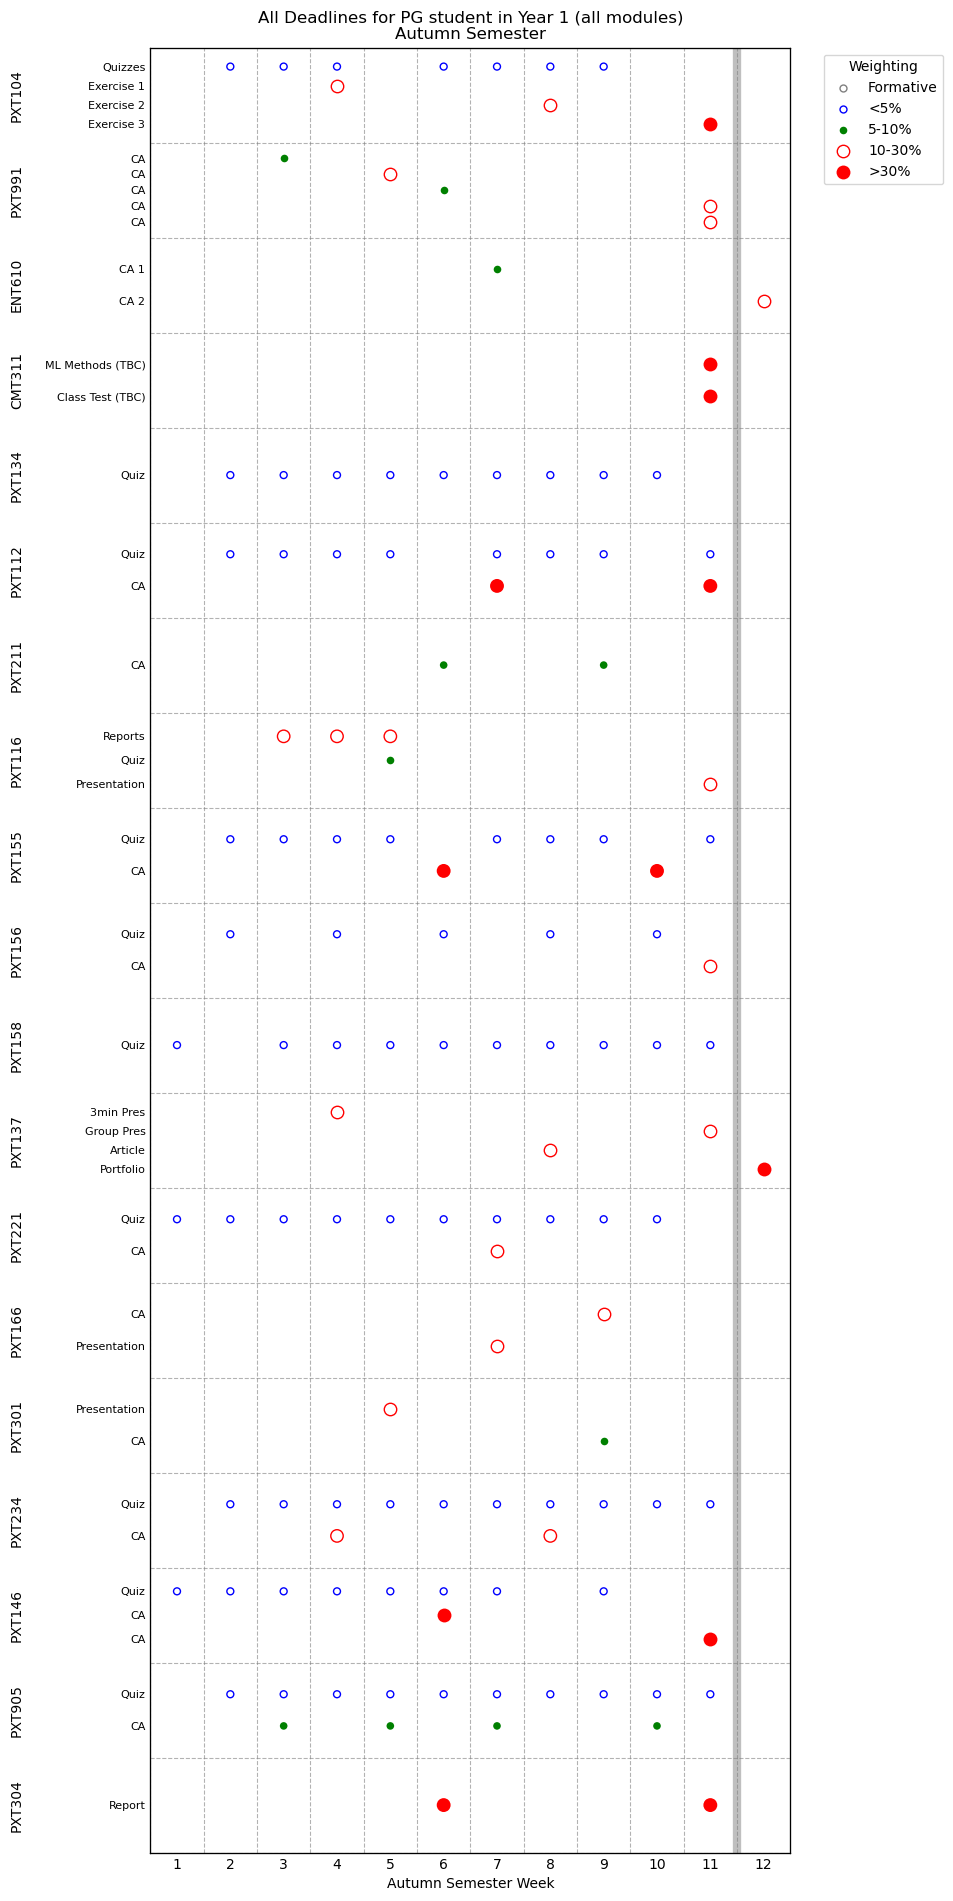 All Deadlines for PG student in Year 1 (all modules)
Autumn Semester
Weighting
Formative
<5%
5-10%
10-30%
>30%
PXT104
Quizzes
Exercise 1
Exercise 2
Exercise 3
PXT991
CA
CA
CA
CA
CA
ENT610
CA 1
CA 2
CMT311
ML Methods (TBC)
Class Test (TBC)
PXT134
Quiz
PXT112
Quiz
CA
PXT211
CA
PXT116
Reports
Quiz
Presentation
PXT155
Quiz
CA
PXT156
Quiz
CA
PXT158
Quiz
PXT137
3min Pres
Group Pres
Article
Portfolio
PXT221
Quiz
CA
PXT166
CA
Presentation
PXT301
Presentation
CA
PXT234
Quiz
CA
PXT146
Quiz
CA
CA
PXT905
Quiz
CA
PXT304
Report
1 2 3 4 5 6 7 8 9 10 11 12
Autumn Semester Week